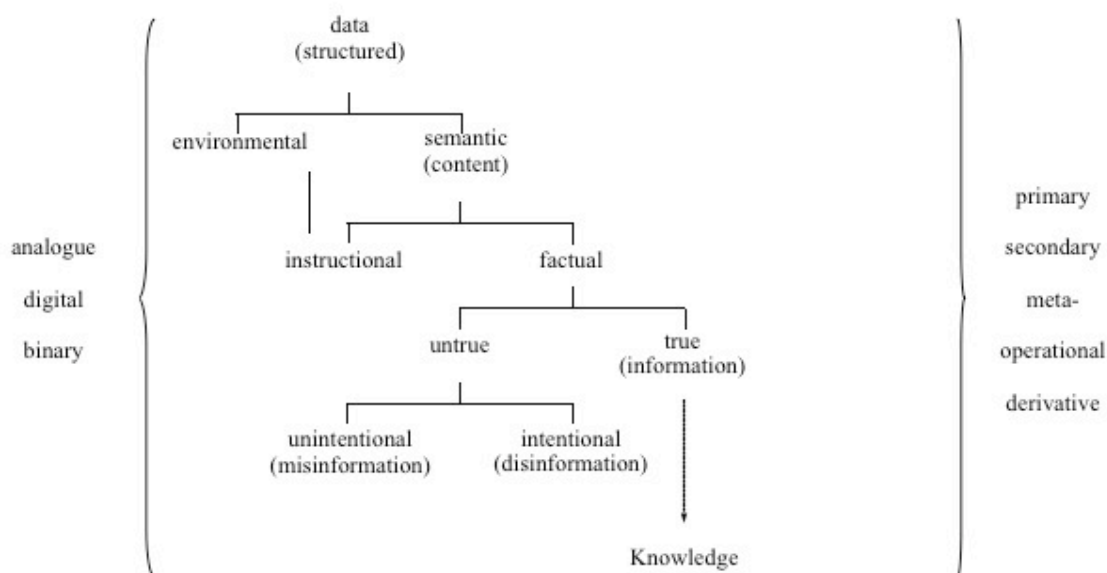 data
(structured)
environmental
semantic
(content)
primary
analogue
secondary
instructional
factual
digital
meta-
binary
untrue
true
(information)
operational
derivative
unintentional
(misinformation)
intentional
(disinformation)
Knowledge